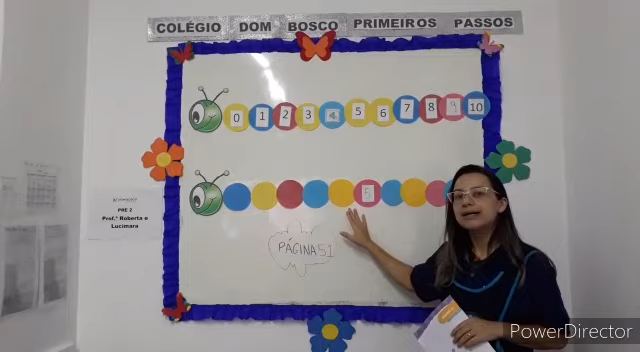 COLÉGIO DOM BOSCO PRIMEIROS PASSOS
0 1 2 3 4 5 6 7 8 9 10
5
PÁGINA 51
PRÉ 2
Prof.ª Roberta e
Lucimara
PowerDirector